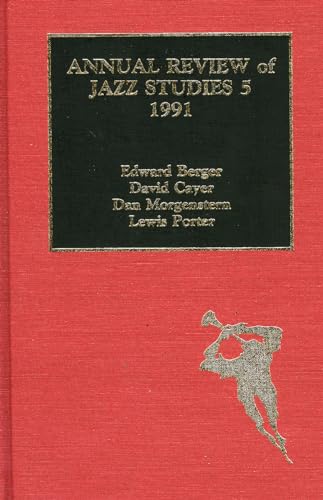 ANNUAL REVIEW of
JAZZ STUDIES 5
1991
Edward Berger
David Cayer
Dan Morgenstern
Lewis Porter